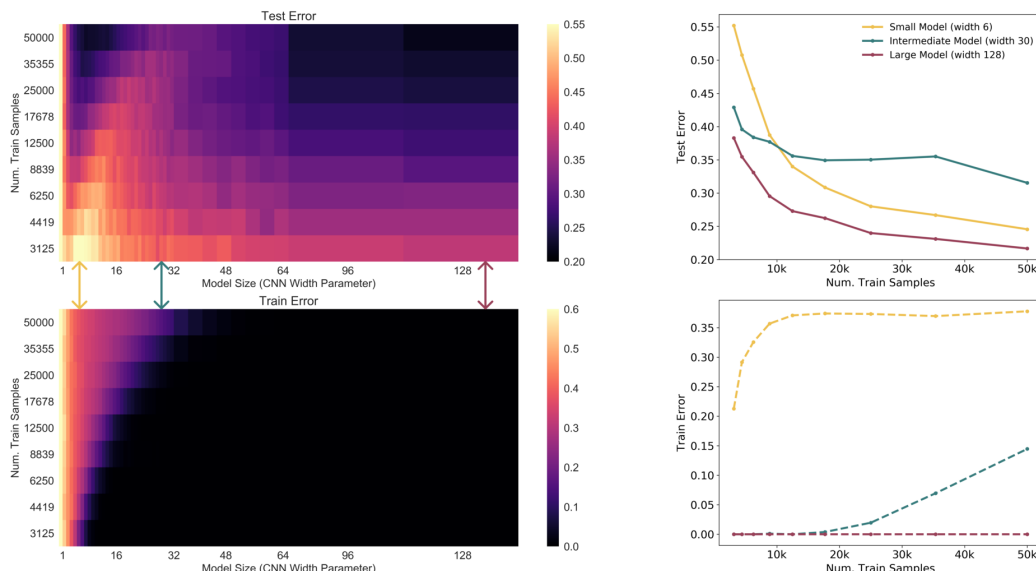 Test Error
Num. Train Samples
50000
35355
25000
17678
12500
8839
6250
4419
3125
1 16 32 48 64 96 128
Model Size (CNN Width Parameter)
0.55
0.50
0.45
0.40
0.35
0.30
0.25
0.20
Train Error
Num. Train Samples
50000
35355
25000
17678
12500
8839
6250
4419
3125
1 16 32 48 64 96 128
Model Size (CNN Width Parameter)
0.6
0.5
0.4
0.3
0.2
0.1
0.0
Small Model (width 6)
Intermediate Model (width 30)
Large Model (width 128)
Test Error
0.55
0.50
0.45
0.40
0.35
0.30
0.25
0.20
10k 20k 30k 40k 50k
Num. Train Samples
Train Error
0.35
0.30
0.25
0.20
0.15
0.10
0.05
0.00
10k 20k 30k 40k 50k
Num. Train Samples